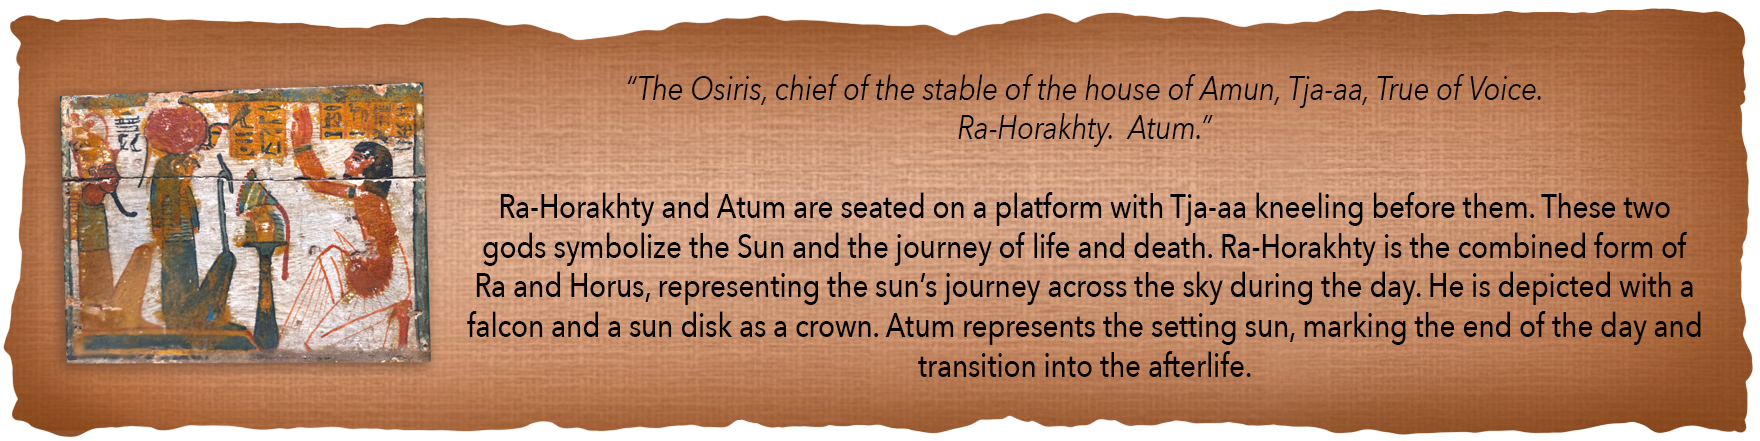 “The Osiris, chief of the stable of the house of Amun, Tja-aa, True of Voice.
Ra-Horakhty.  Atum.”
Ra-Horakhty and Atum are seated on a platform with Tja-aa kneeling before them. These two
gods symbolize the Sun and the journey of life and death. Ra-Horakhty is the combined form of
Ra and Horus, representing the sun’s journey across the sky during the day. He is depicted with a
falcon and a sun disk as a crown. Atum represents the setting sun, marking the end of the day and
transition into the afterlife.